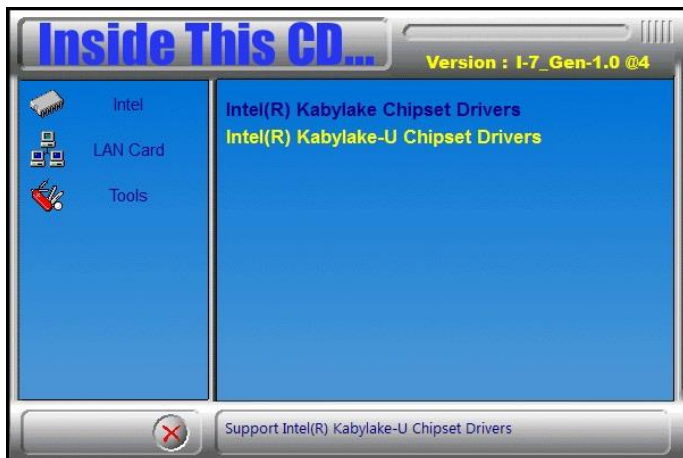 Inside This CD...
Version : I-7_Gen-1.0 @4
Intel
LAN Card
Tools
Intel(R) Kabylake Chipset Drivers
Intel(R) Kabylake-U Chipset Drivers
Support Intel(R) Kabylake-U Chipset Drivers